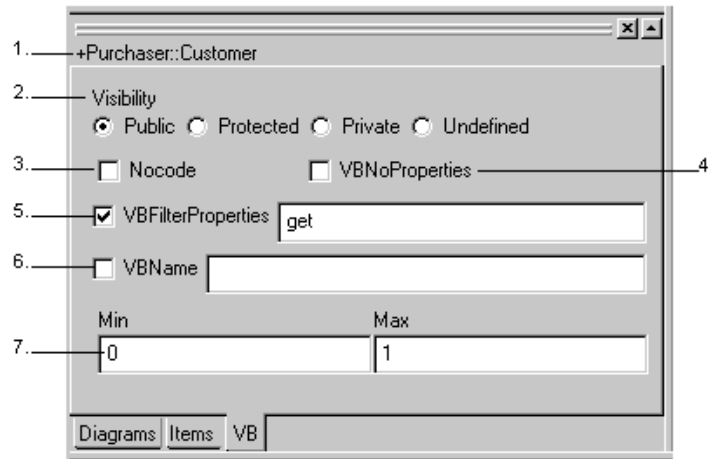 1. +Purchaser::Customer
2. Visibility
Public Protected Private Undefined
3. Nocode VBNoProperties 4
5. VBFilterProperties get
6. VBName
Min Max
7. 0 1
Diagrams Items VB